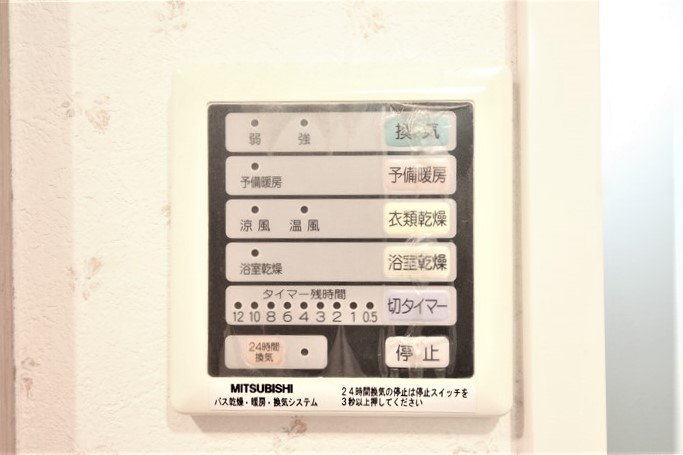 弱 強 換気
予備暖房 予備暖房
涼風 温風 衣類乾燥
浴室乾燥 浴室乾燥
タイマー残時間
12 10 8 6 4 3 2 1 0.5 切タイマー
24時間
換気
停止
MITSUBISHI
バス乾燥・暖房・換気システム
24時間換気の停止は停止スイッチを
3秒以上押してください